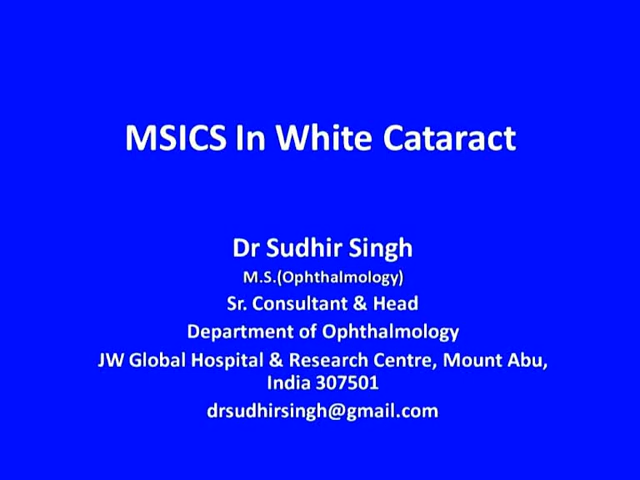 MSICS In White Cataract
Dr Sudhir Singh
M.S.(Ophthalmology)
Sr. Consultant & Head
Department of Ophthalmology
JW Global Hospital & Research Centre, Mount Abu,
India 307501
drsudhirsingh@gmail.com